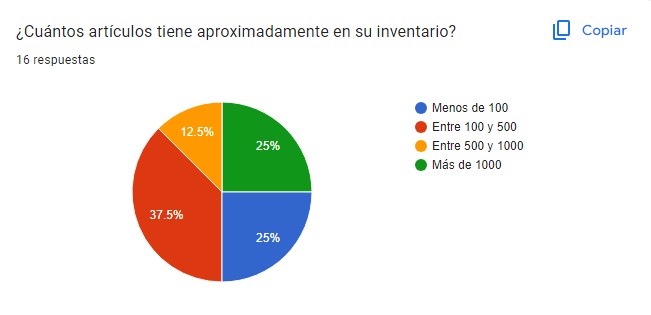 ¿Cuántos artículos tiene aproximadamente en su inventario?
Copiar
16 respuestas
Menos de 100
Entre 100 y 500
Entre 500 y 1000
Más de 1000
12.5%
25%
37.5%
25%